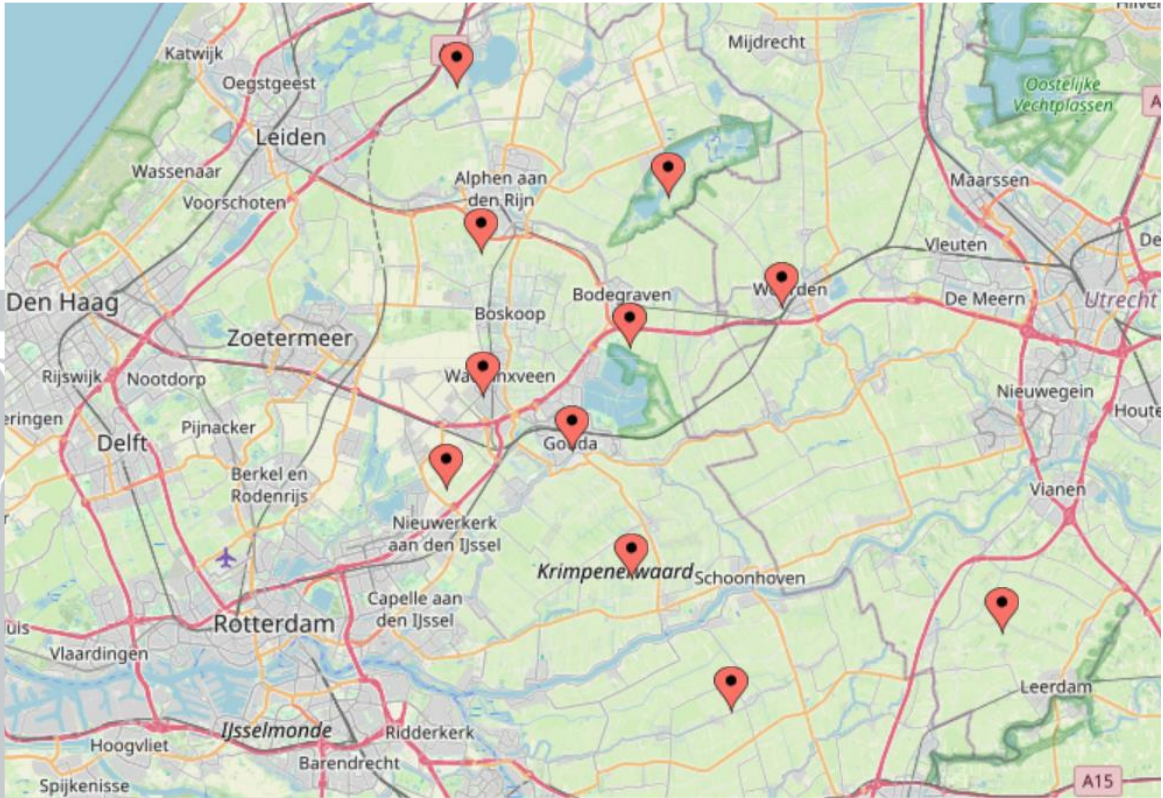 Katwijk
Mijdrecht
Oegstgeest
Oostelijke
Vechtplassen
Leiden
Wassenaar
Alphen aan
den Rijn
Maarssen
Voorschoten
Vleuten
Den Haag
Bodegraven
De Meern
Utrecht
Boskoop
Zoetermeer
Rijswijk
Nootdorp
Nieuwegein
Pijnacker
Delft
Berkel en
Rodenrijs
Vianen
Nieuwerkerk
aan den IJssel
Krimpenerwaard
Schoonhoven
Capelle aan
den IJssel
Rotterdam
Vlaardingen
Leerdam
IJsselmonde
Ridderkerk
Hoogvliet
Barendrecht
Spijkenisse
A15